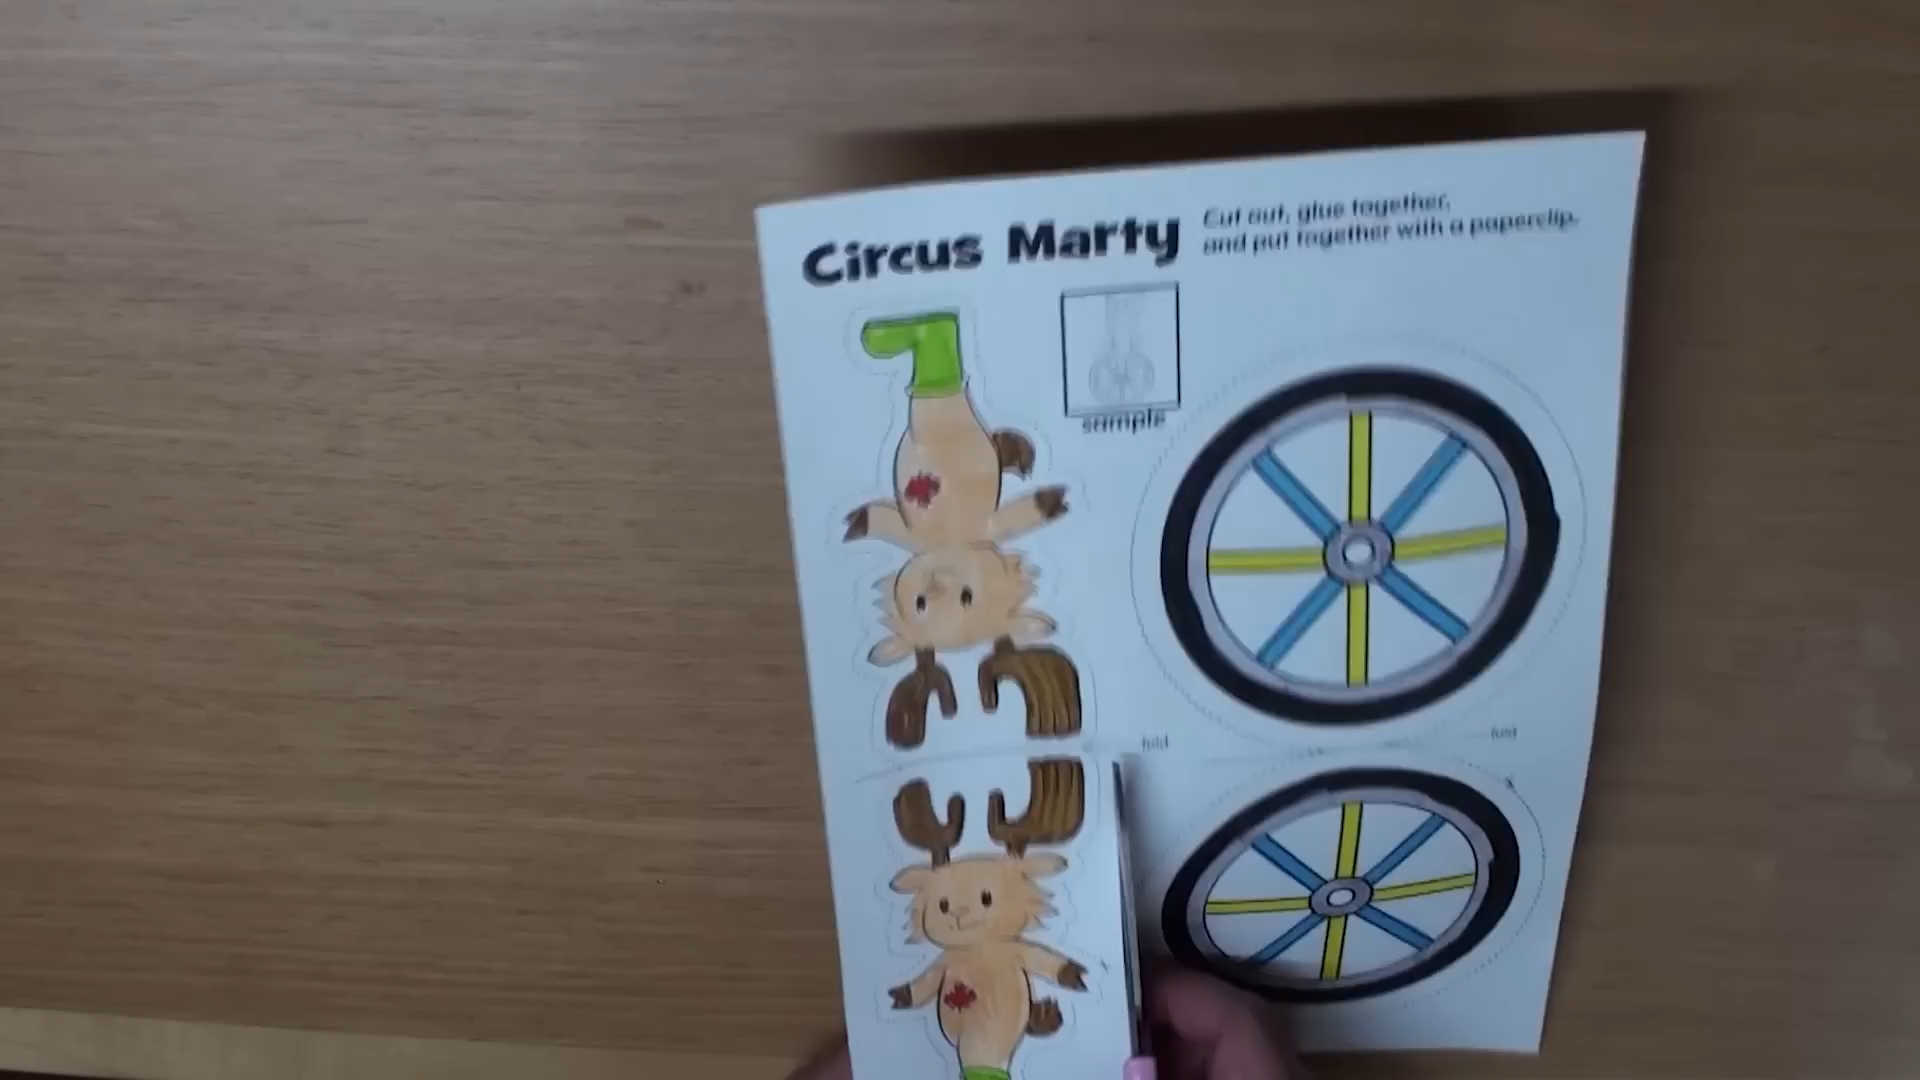 Circus Marty
Cut out, glue together,
and put together with a paperclip.
sample
fold
fold